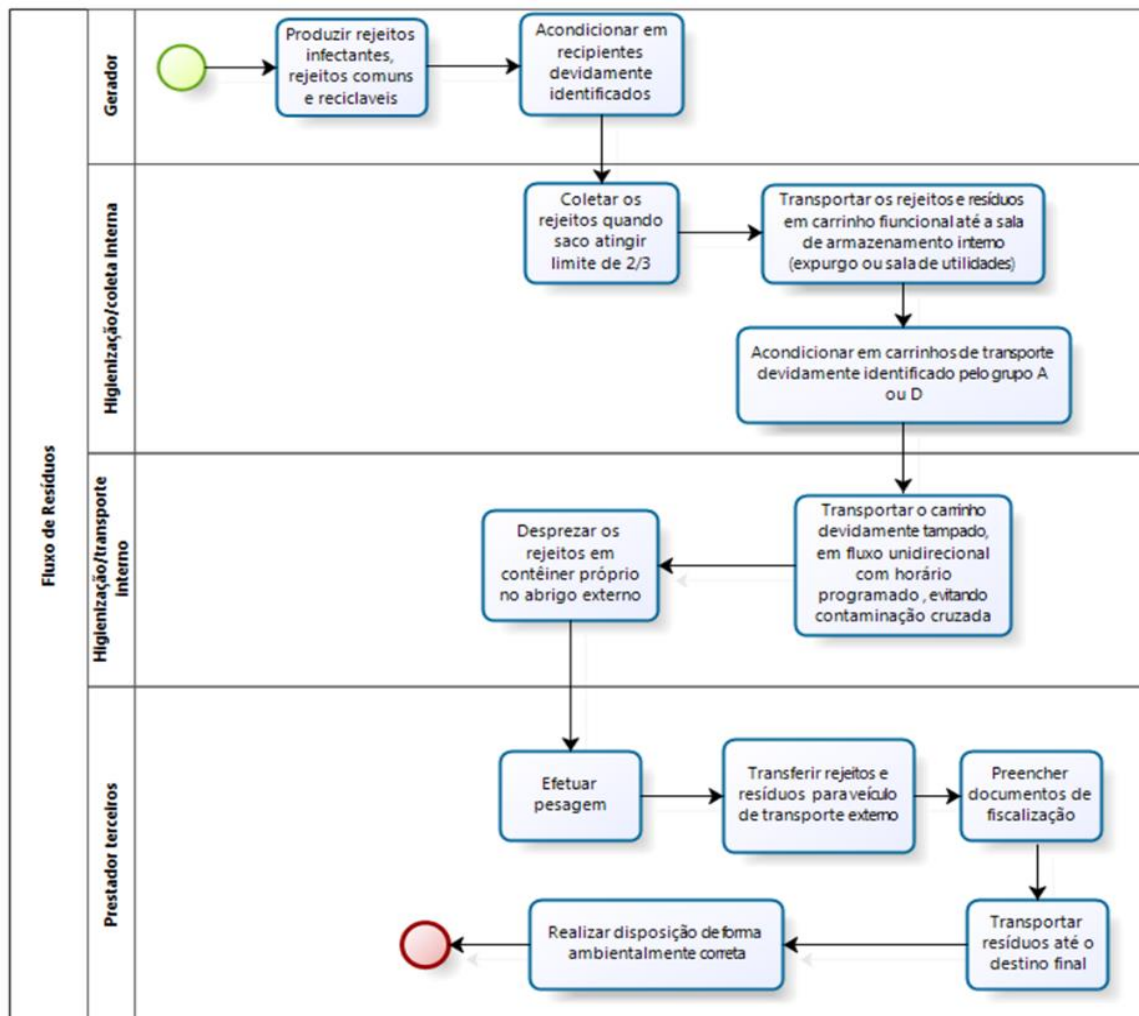 Fluxo de Resíduos
Gerador
Produzir rejeitos
infectantes,
rejeitos comuns
e reciclaveis
Acondicionar em
recipientes
devidamente
identificados
Higienização/coleta interna
Coletar os
rejeitos quando
saco atingir
limite de 2/3
Transportar os rejeitos e resíduos
em carrinho fiuncional até a sala
de armazenamento interno
(expurgo ou sala de utilidades)
Acondicionar em carrinhos de transporte
devidamente identificado pelo grupo A
ou D
Higienização/transporte
interno
Transportar o carrinho
devidamente tampado,
em fluxo unidirecional
com horário
programado , evitando
contaminação cruzada
Desprezar os
rejeitos em
contêiner próprio
no abrigo externo
Prestador terceiros
Efetuar
pesagem
Transferir rejeitos e
resíduos para veículo
de transporte externo
Preencher
documentos de
fiscalização
Transportar
resíduos até o
destino final
Realizar disposição de forma
ambientalmente correta